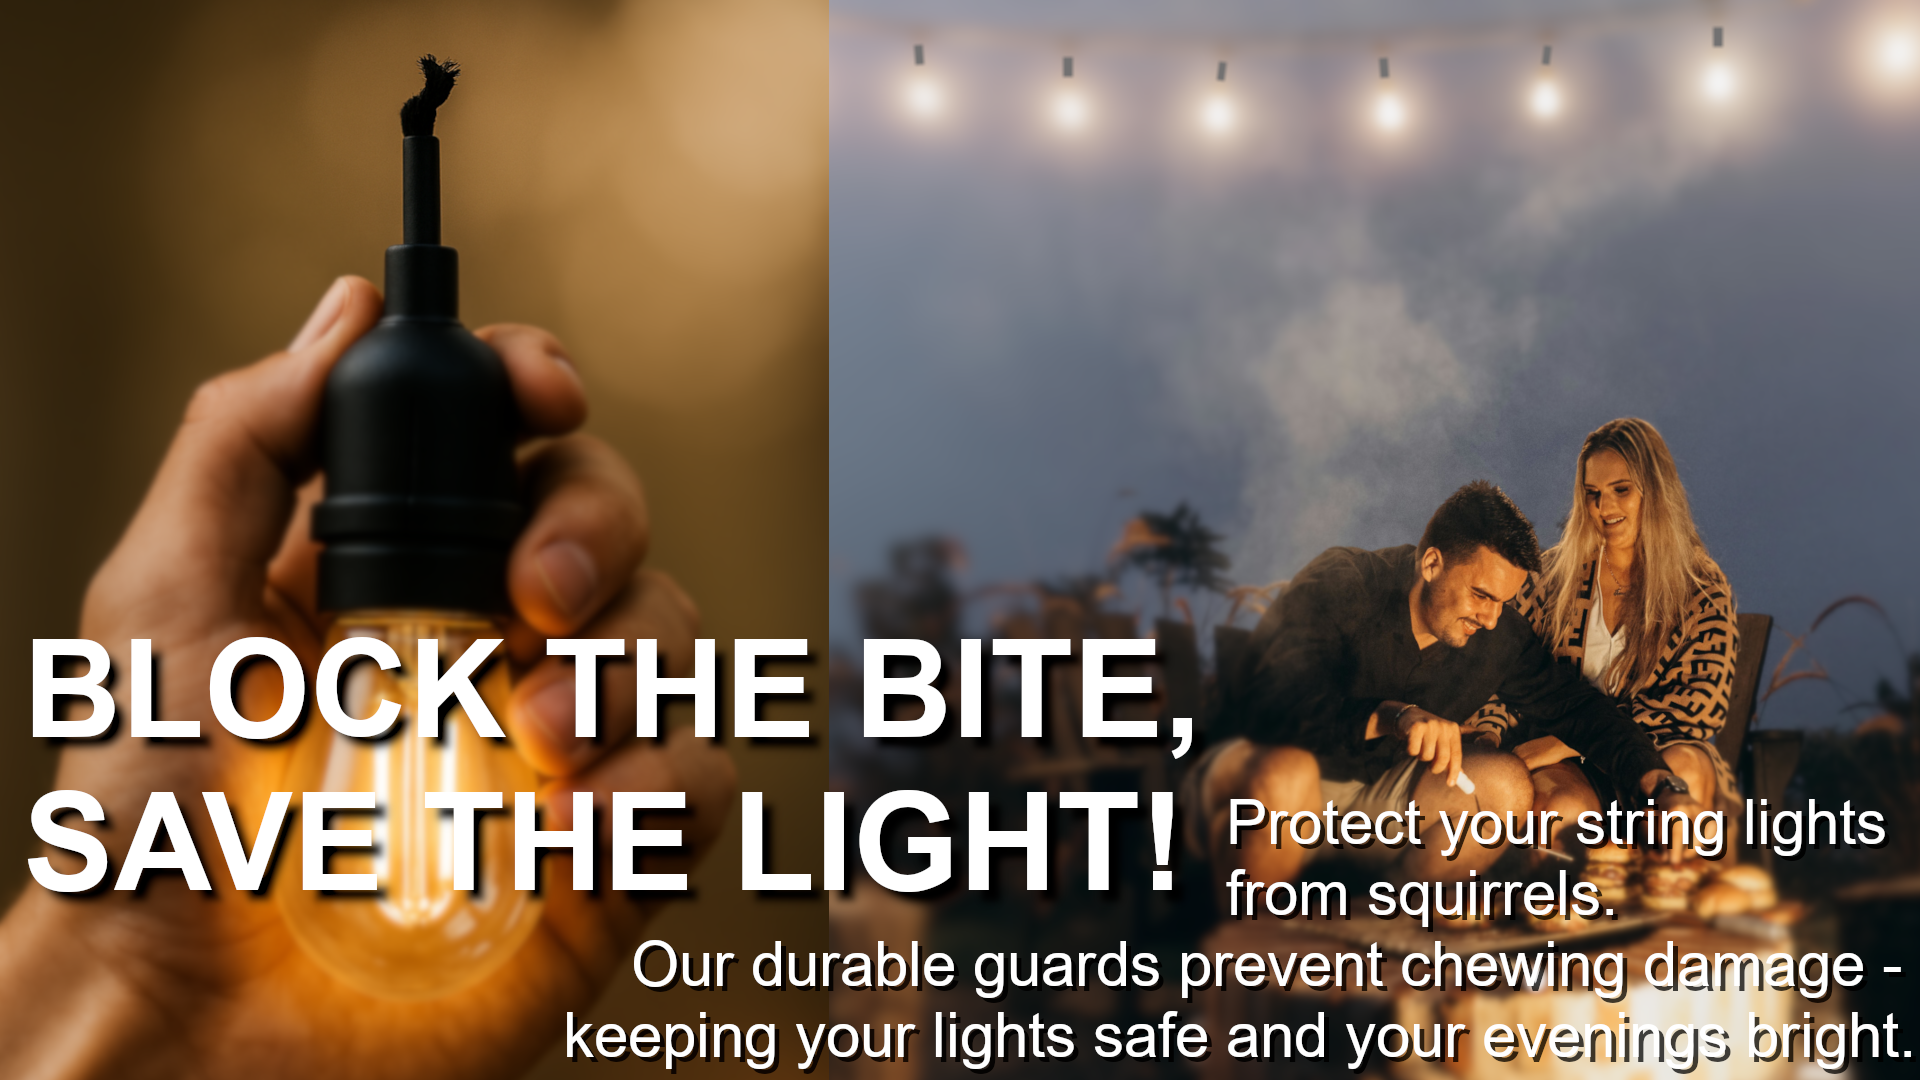 BLOCK THE BITE,
SAVE THE LIGHT!
Protect your string lights
from squirrels.
Our durable guards prevent chewing damage -
keeping your lights safe and your evenings bright.